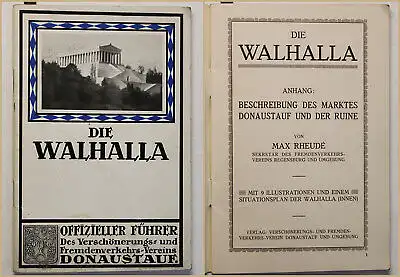 DIE
WALHALLA
OFFIZIELLER FÜHRER
Des Verschönerungs- und
Fremdenverkehrs-Vereins
DONAUSTAUF
DIE
WALHALLA
ANHANG:
BESCHREIBUNG DES MARKTES
DONAUSTAUF UND DER RUINE
VON
MAX RHEUDÉ
SEKRETÄR DES FREMDENVERKEHRS-
VEREINS REGENSBURG UND UMGEBUNG
MIT 9 ILLUSTRATIONEN UND EINEM
SITUATIONSPLAN DER WALHALLA (INNEN)
VERLAG: VERSCHÖNERUNGS- UND FREMDEN-
VERKEHRS-VEREIN DONAUSTAUF UND UMGEBUNG